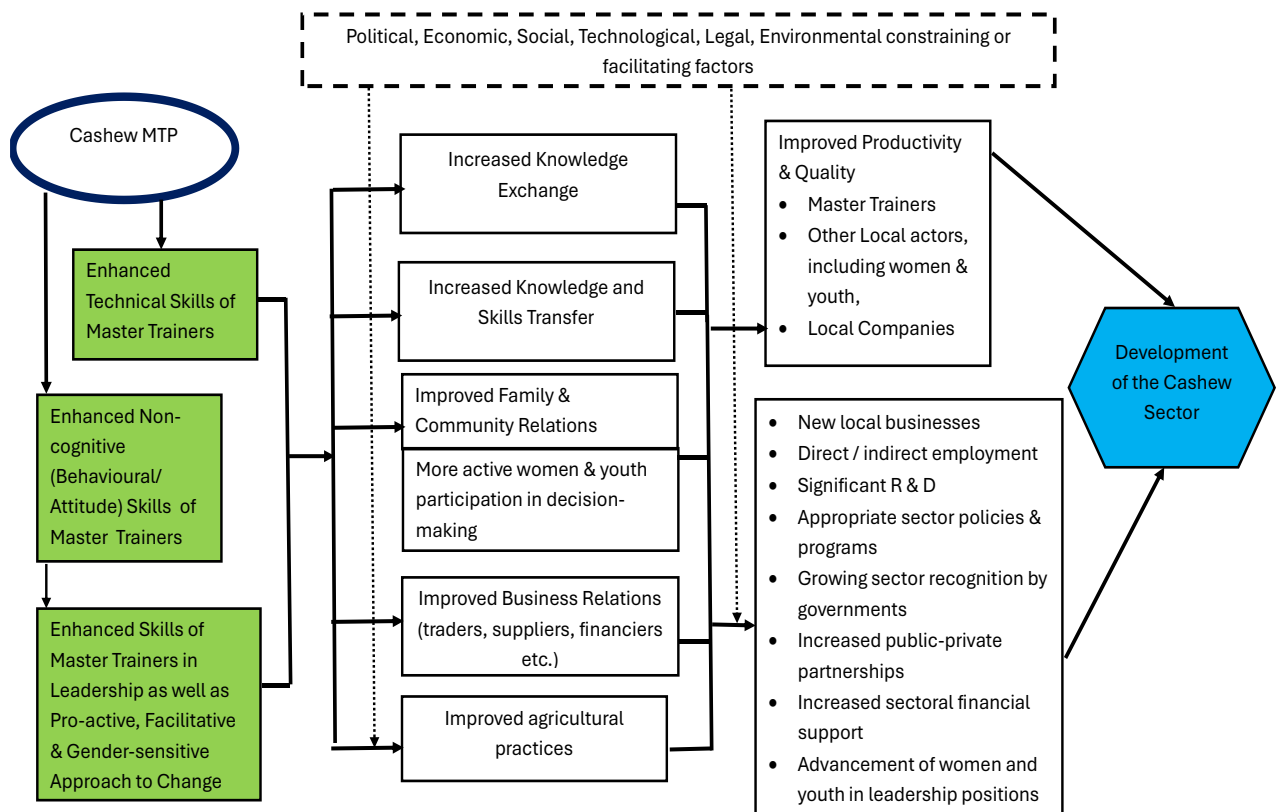 Political, Economic, Social, Technological, Legal, Environmental constraining or
facilitating factors
Cashew MTP
Enhanced
Technical Skills of
Master Trainers
Enhanced Non-
cognitive
(Behavioural/
Attitude) Skills of
Master Trainers
Enhanced Skills of
Master Trainers in
Leadership as well as
Pro-active, Facilitative
& Gender-sensitive
Approach to Change
Increased Knowledge
Exchange
Increased Knowledge and
Skills Transfer
Improved Family &
Community Relations
More active women & youth
participation in decision-
making
Improved Business Relations
(traders, suppliers, financiers
etc.)
Improved agricultural
practices
Improved Productivity
& Quality
• Master Trainers
• Other Local actors,
including women &
youth,
• Local Companies
• New local businesses
• Direct / indirect employment
• Significant R & D
• Appropriate sector policies &
programs
• Growing sector recognition by
governments
• Increased public-private
partnerships
• Increased sectoral financial
support
• Advancement of women and
youth in leadership positions
Development
of the Cashew
Sector